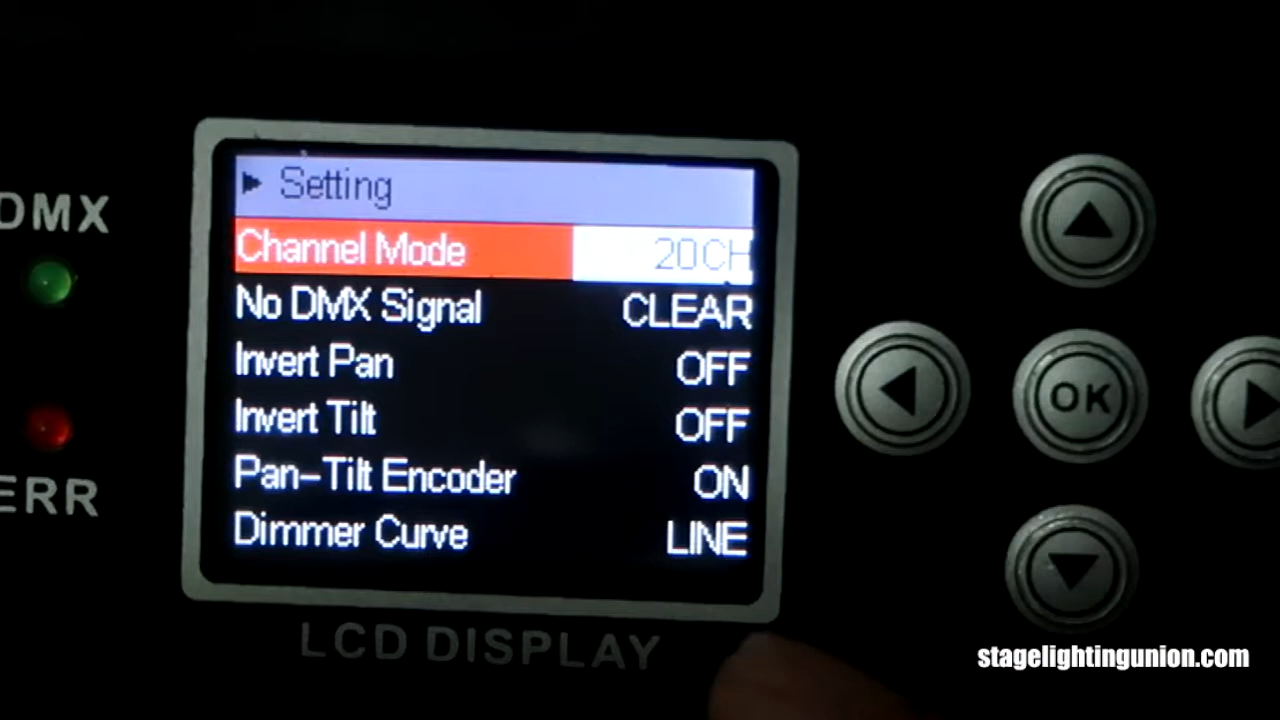 DMX
ERR
Setting
Channel Mode 20CH
No DMX Signal CLEAR
Invert Pan OFF
Invert Tilt OFF
Pan-Tilt Encoder ON
Dimmer Curve LINE
LCD DISPLAY
OK
stagelightingunion.com